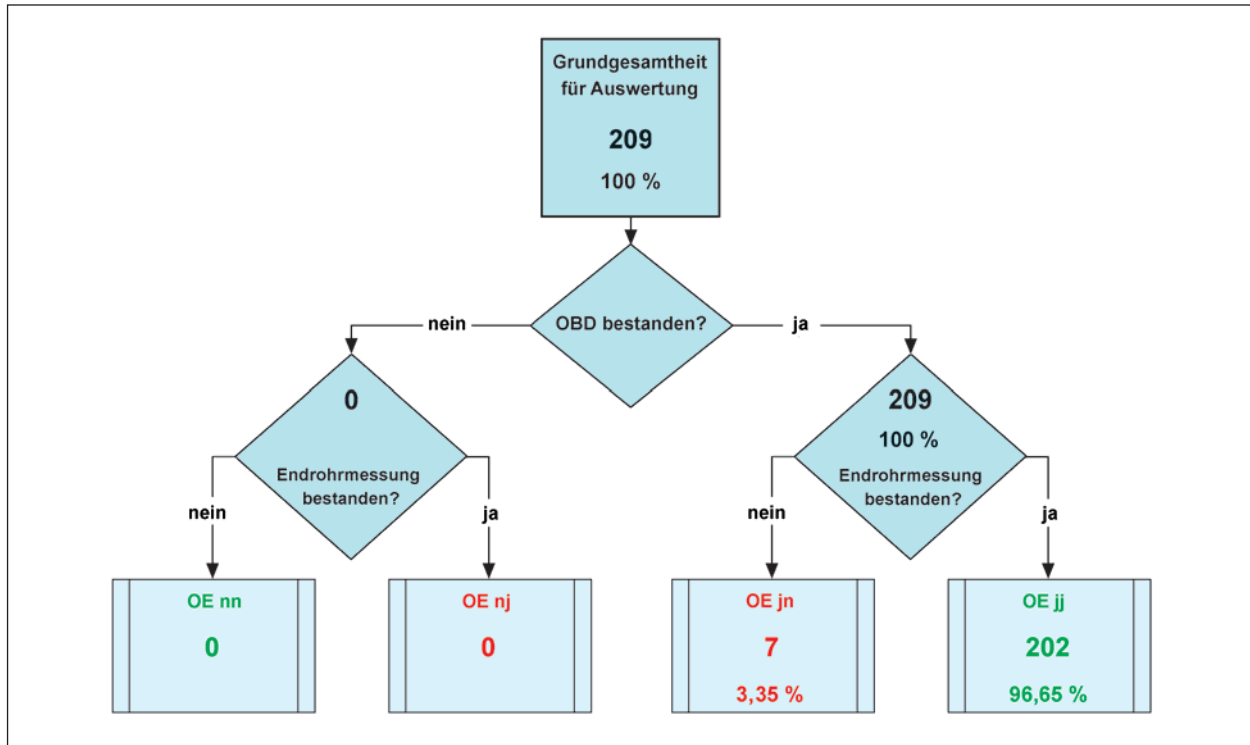 Grundgesamtheit
für Auswertung
209
100 %
OBD bestanden?
nein
ja
0
Endrohrmessung
bestanden?
209
100 %
Endrohrmessung
bestanden?
nein
ja
nein
ja
OE nn
0
OE nj
0
OE jn
7
3,35 %
OE jj
202
96,65 %